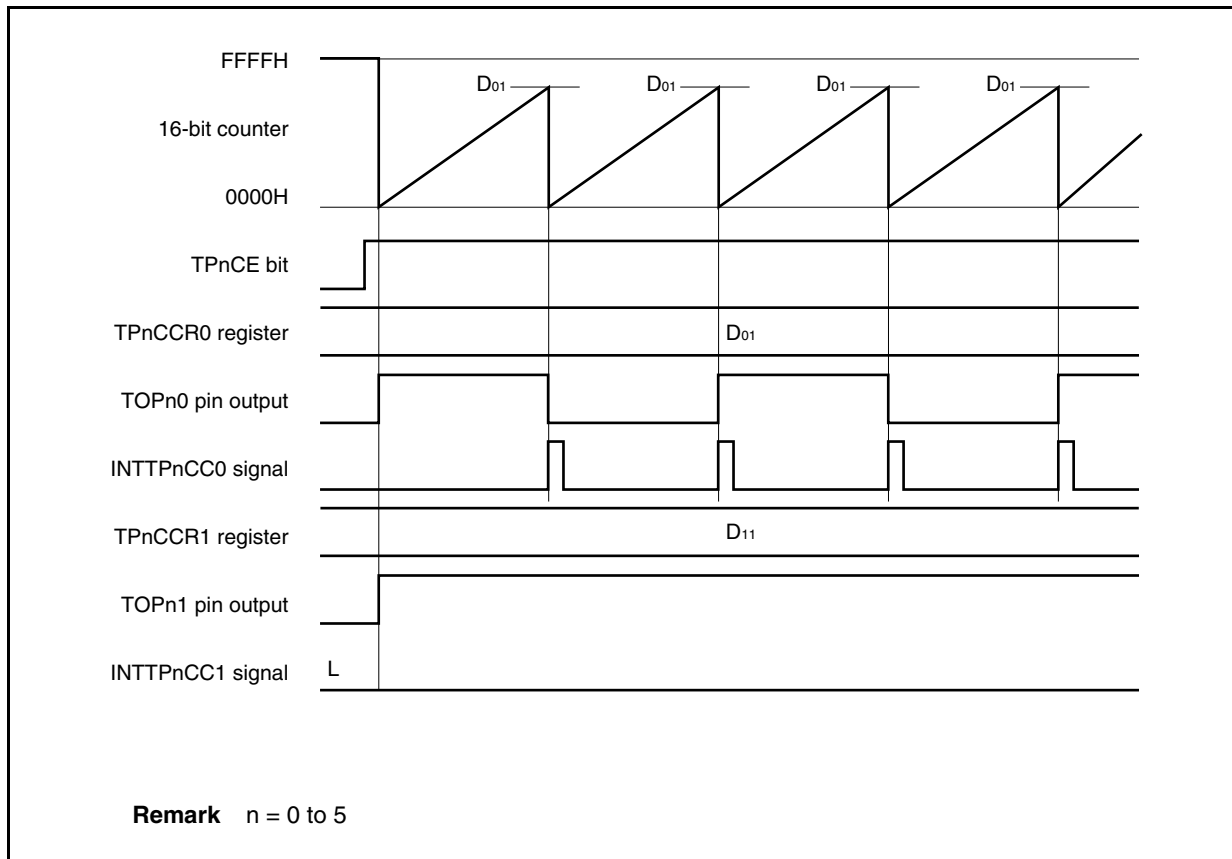 FFFFH
D01 D01 D01 D01
16-bit counter
0000H
TPnCE bit
TPnCCR0 register D01
TOPn0 pin output
INTTPnCC0 signal
TPnCCR1 register D11
TOPn1 pin output
INTTPnCC1 signal L
Remark n = 0 to 5